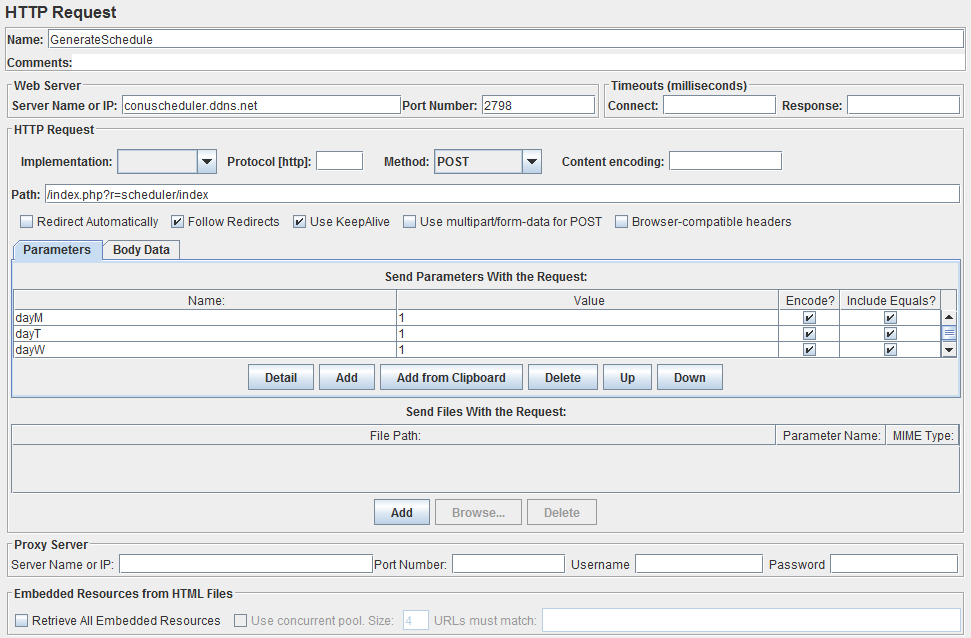 HTTP Request
Name: GenerateSchedule
Comments:
Web Server Timeouts (milliseconds)
Server Name or IP: conuscheduler.ddns.net Port Number: 2798 Connect: Response:
HTTP Request
Implementation: Protocol [http]: Method: POST Content encoding:
Path: /index.php?r=scheduler/index
Redirect Automatically Follow Redirects Use KeepAlive Use multipart/form-data for POST Browser-compatible headers
Parameters Body Data
Send Parameters With the Request:
Name: Value Encode? Include Equals?
dayM 1
dayT 1
dayW 1
Detail Add Add from Clipboard Delete Up Down
Send Files With the Request:
File Path: Parameter Name: MIME Type:
Add Browse... Delete
Proxy Server
Server Name or IP: Port Number: Username Password
Embedded Resources from HTML Files
Retrieve All Embedded Resources Use concurrent pool. Size: 4 URLs must match: